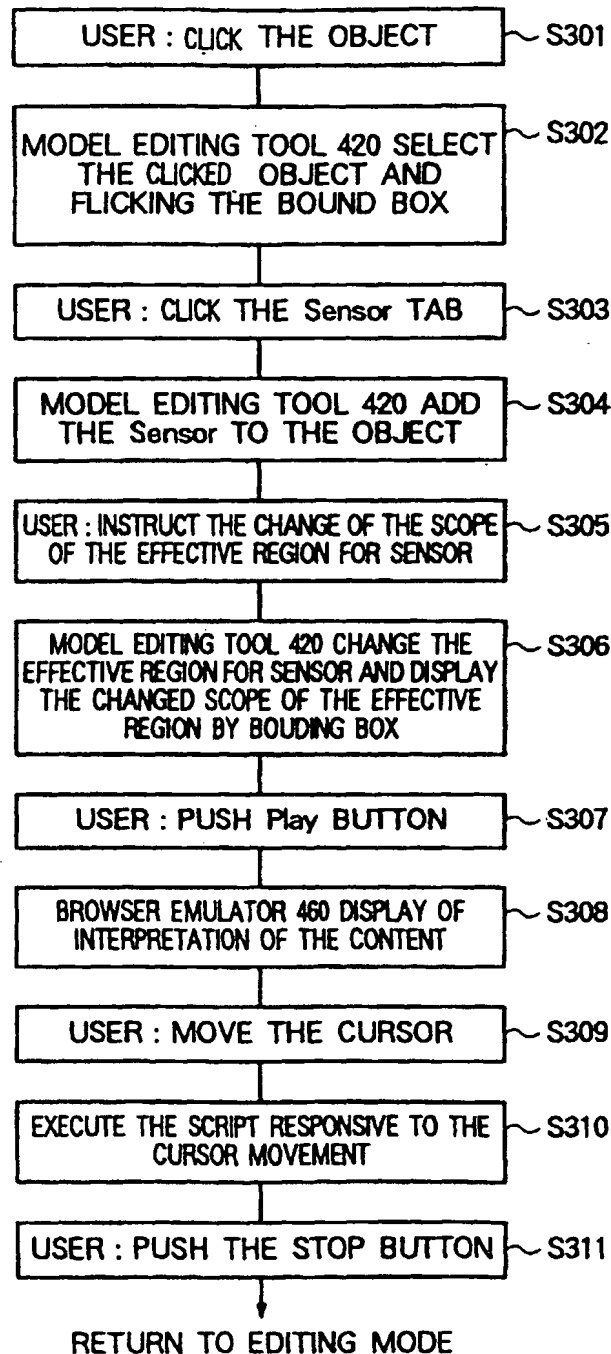 USER : CLICK THE OBJECT
S301
MODEL EDITING TOOL 420 SELECT
THE CLICKED OBJECT AND
FLICKING THE BOUND BOX
S302
USER : CLICK THE Sensor TAB
S303
MODEL EDITING TOOL 420 ADD
THE Sensor TO THE OBJECT
S304
USER : INSTRUCT THE CHANGE OF THE SCOPE
OF THE EFFECTIVE REGION FOR SENSOR
S305
MODEL EDITING TOOL 420 CHANGE THE
EFFECTIVE REGION FOR SENSOR AND DISPLAY
THE CHANGED SCOPE OF THE EFFECTIVE
REGION BY BOUDING BOX
S306
USER : PUSH Play BUTTON
S307
BROWSER EMULATOR 460 DISPLAY OF
INTERPRETATION OF THE CONTENT
S308
USER : MOVE THE CURSOR
S309
EXECUTE THE SCRIPT RESPONSIVE TO THE
CURSOR MOVEMENT
S310
USER : PUSH THE STOP BUTTON
S311
RETURN TO EDITING MODE